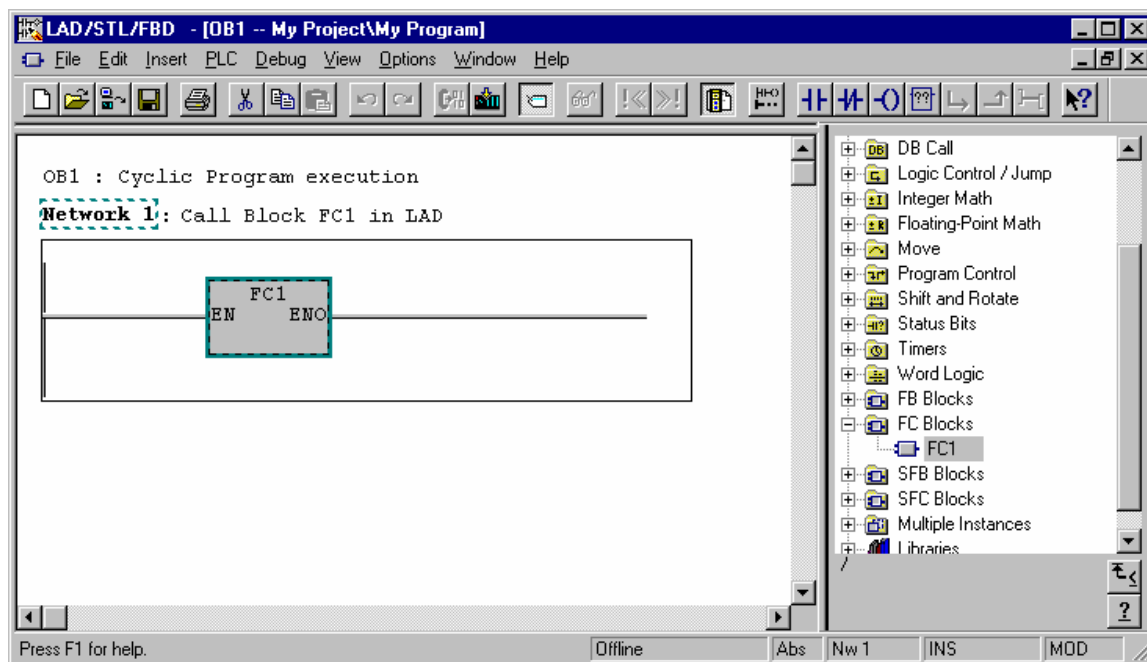 LAD/STL/FBD - [OB1 -- My Project\My Program]
File Edit Insert PLC Debug View Options Window Help
OB1 : Cyclic Program execution
Network 1: Call Block FC1 in LAD
FC1
EN ENO
DB Call
Logic Control / Jump
Integer Math
Floating-Point Math
Move
Program Control
Shift and Rotate
Status Bits
Timers
Word Logic
FB Blocks
FC Blocks
FC1
SFB Blocks
SFC Blocks
Multiple Instances
Libraries
Press F1 for help. Offline Abs Nw 1 INS MOD